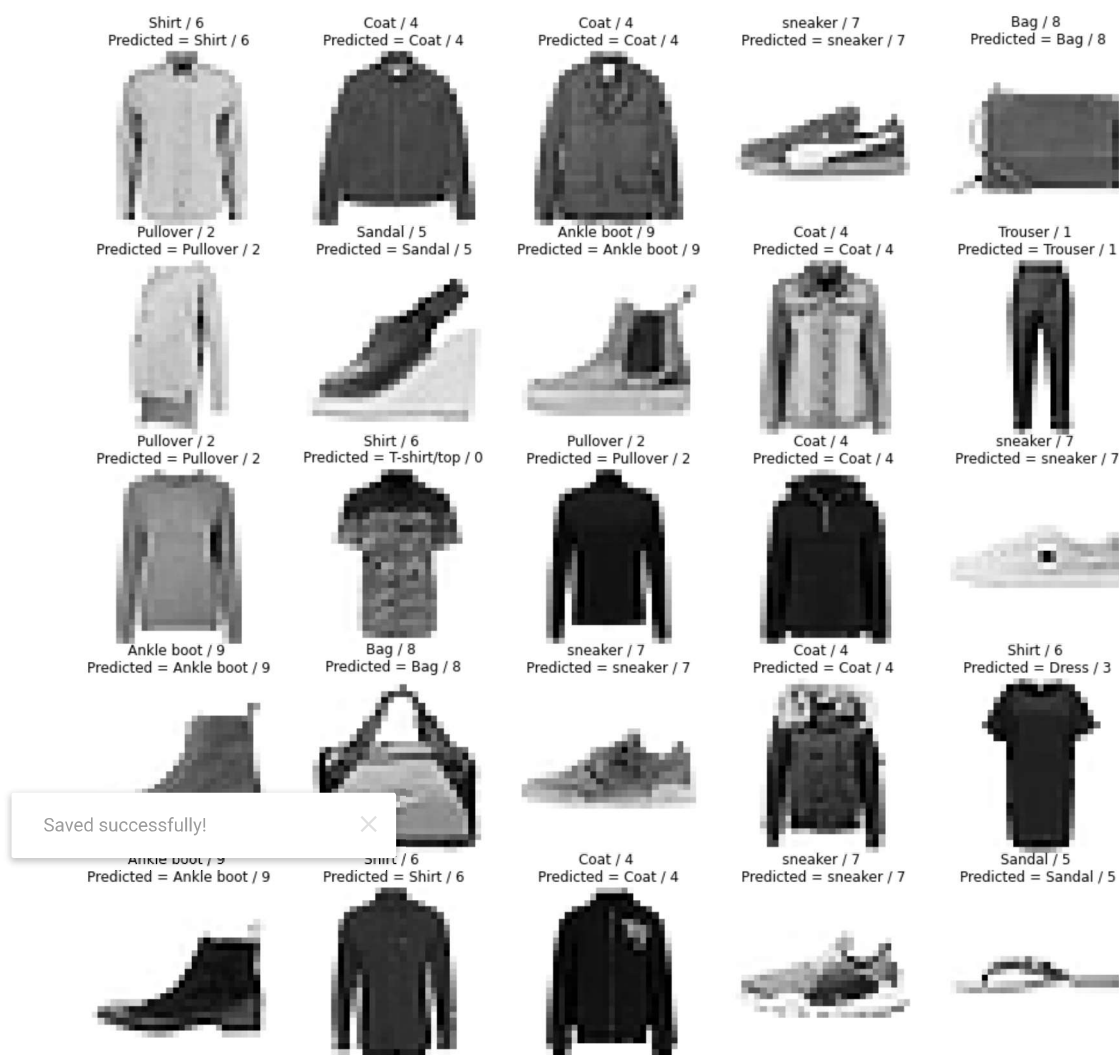 Shirt / 6
Predicted = Shirt / 6
Coat / 4
Predicted = Coat / 4
Coat / 4
Predicted = Coat / 4
sneaker / 7
Predicted = sneaker / 7
Bag / 8
Predicted = Bag / 8
Pullover / 2
Predicted = Pullover / 2
Sandal / 5
Predicted = Sandal / 5
Ankle boot / 9
Predicted = Ankle boot / 9
Coat / 4
Predicted = Coat / 4
Trouser / 1
Predicted = Trouser / 1
Pullover / 2
Predicted = Pullover / 2
Shirt / 6
Predicted = T-shirt/top / 0
Pullover / 2
Predicted = Pullover / 2
Coat / 4
Predicted = Coat / 4
sneaker / 7
Predicted = sneaker / 7
Ankle boot / 9
Predicted = Ankle boot / 9
Bag / 8
Predicted = Bag / 8
sneaker / 7
Predicted = sneaker / 7
Coat / 4
Predicted = Coat / 4
Shirt / 6
Predicted = Dress / 3
Saved successfully!
Ankle boot / 9
Predicted = Ankle boot / 9
Shirt / 6
Predicted = Shirt / 6
Coat / 4
Predicted = Coat / 4
sneaker / 7
Predicted = sneaker / 7
Sandal / 5
Predicted = Sandal / 5